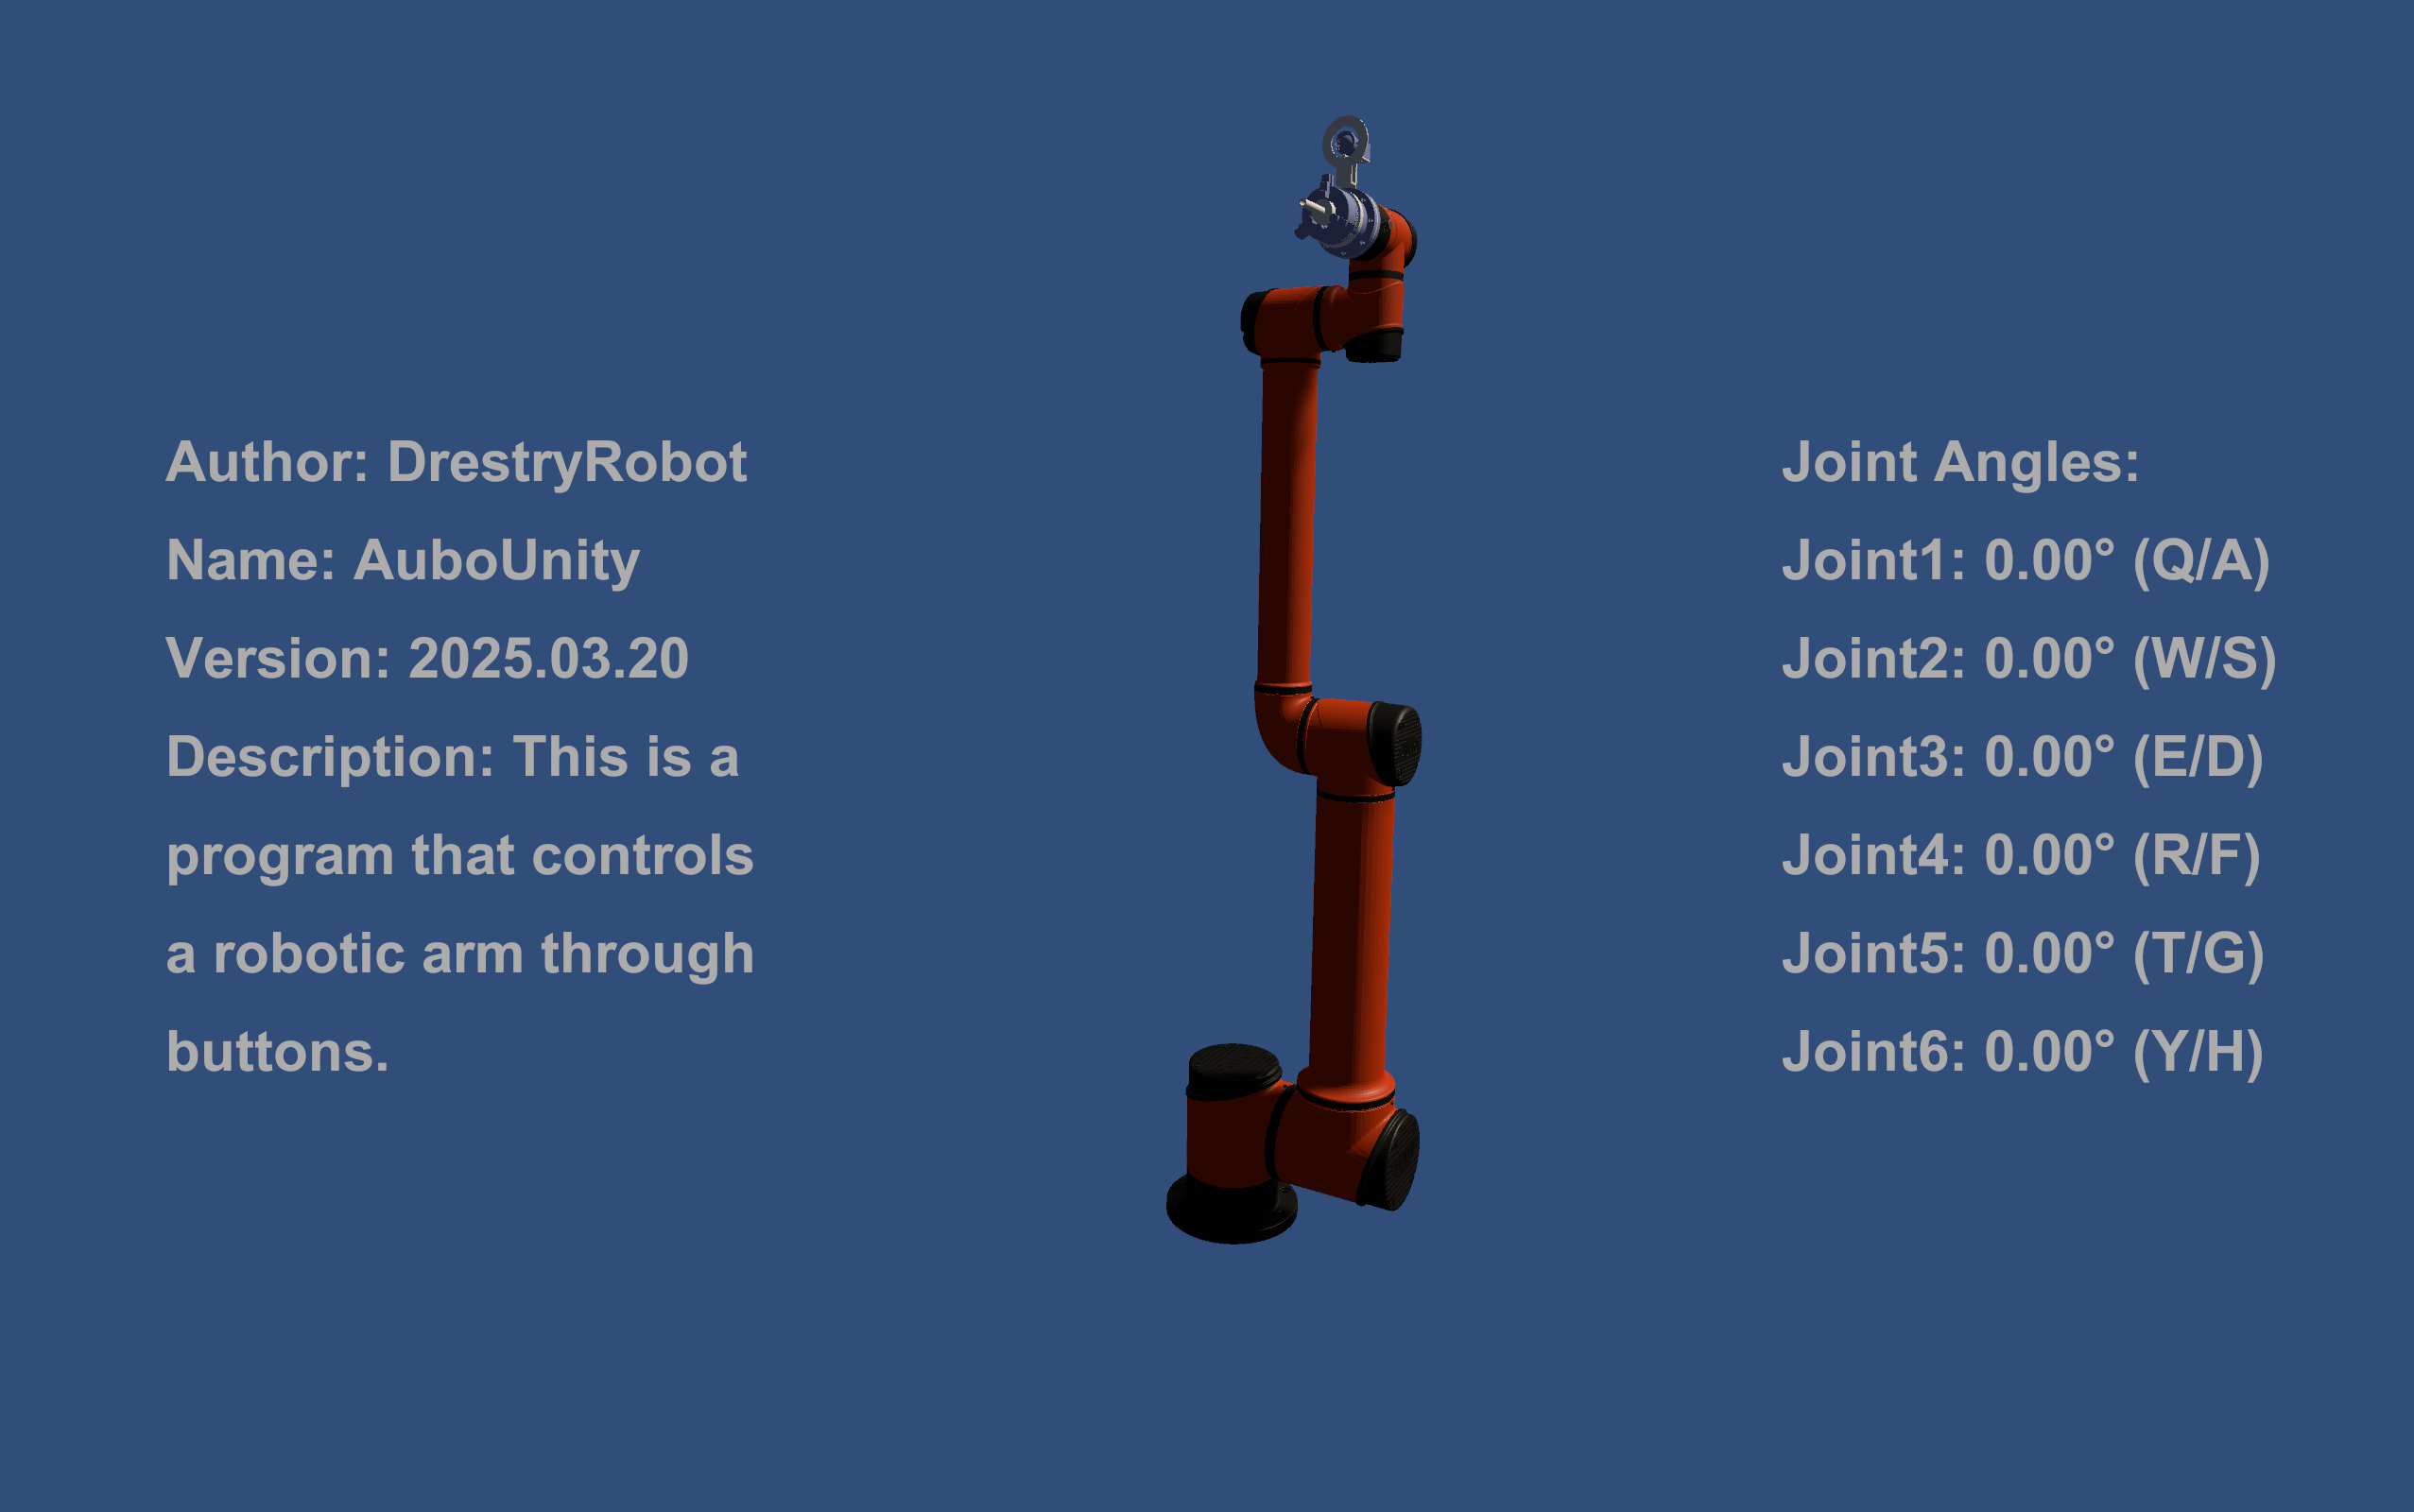 Author: DrestryRobot
Name: AuboUnity
Version: 2025.03.20
Description: This is a
program that controls
a robotic arm through
buttons.
Joint Angles:
Joint1: 0.00° (Q/A)
Joint2: 0.00° (W/S)
Joint3: 0.00° (E/D)
Joint4: 0.00° (R/F)
Joint5: 0.00° (T/G)
Joint6: 0.00° (Y/H)